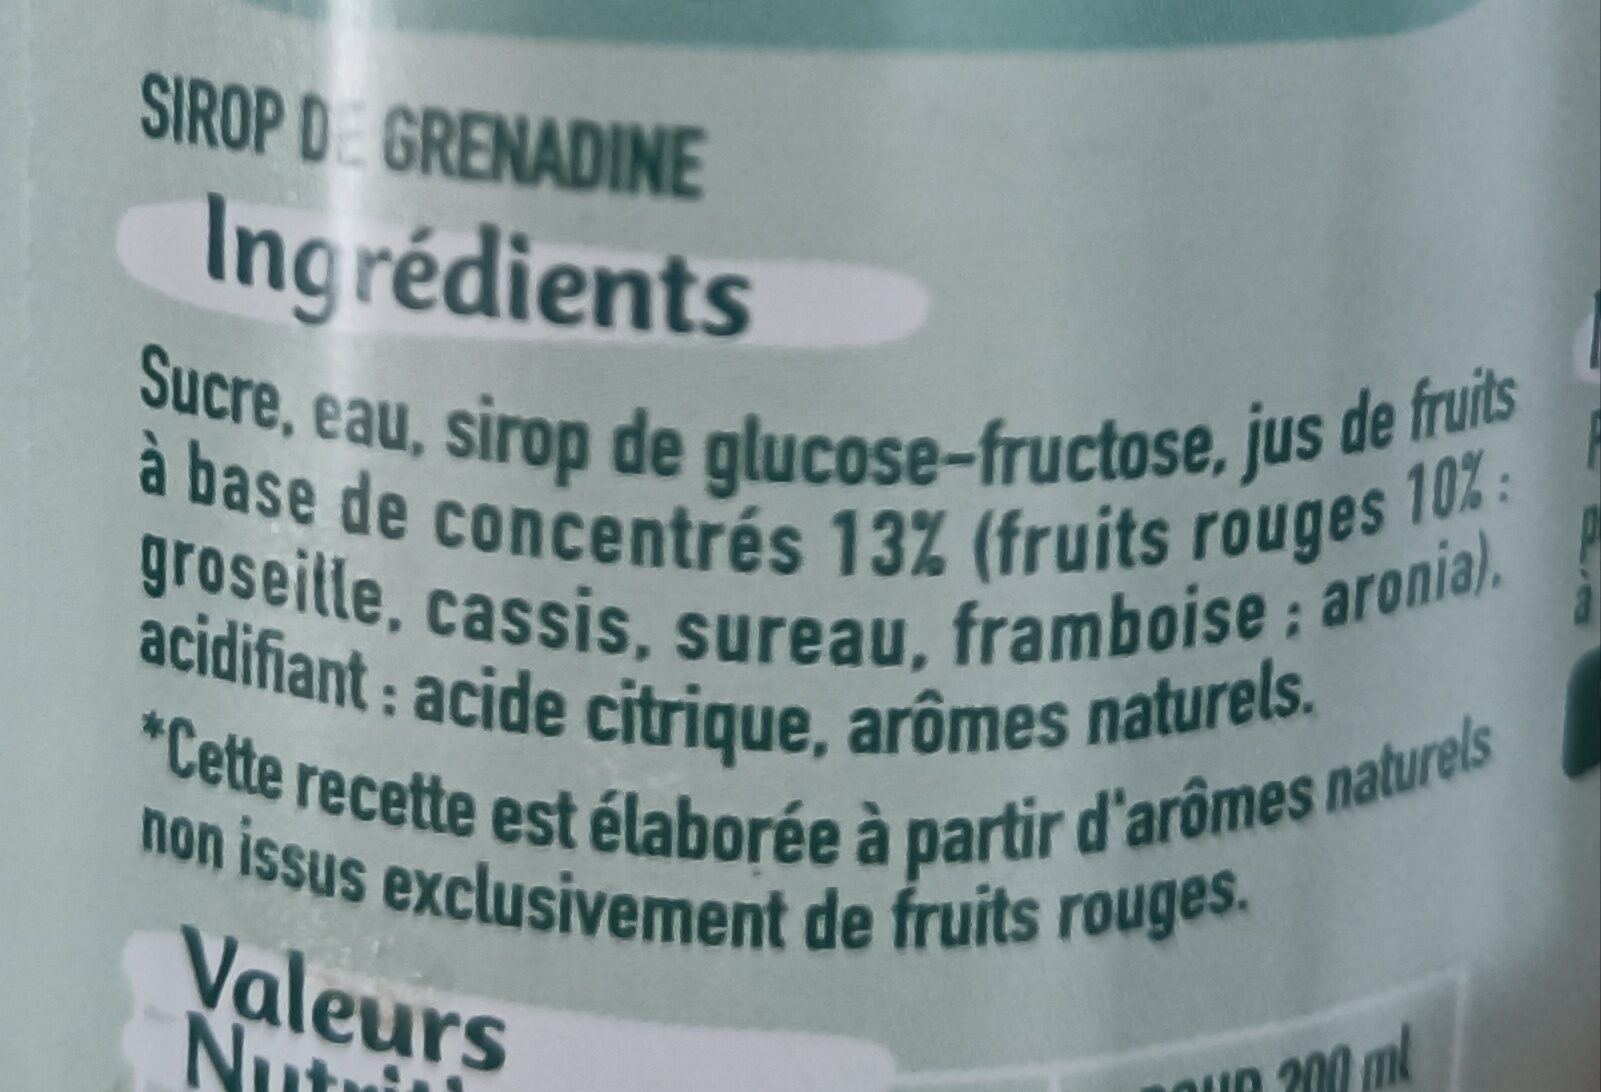 SIROP DE GRENADINE
Ingrédients
Sucre, eau, sirop de glucose-fructose, jus de fruits
à base de concentrés 13% (fruits rouges 10% :
groseille, cassis, sureau, framboise ; aronia),
acidifiant : acide citrique, arômes naturels.
*Cette recette est élaborée à partir d'arômes naturels
non issus exclusivement de fruits rouges.
Valeurs
200 ml